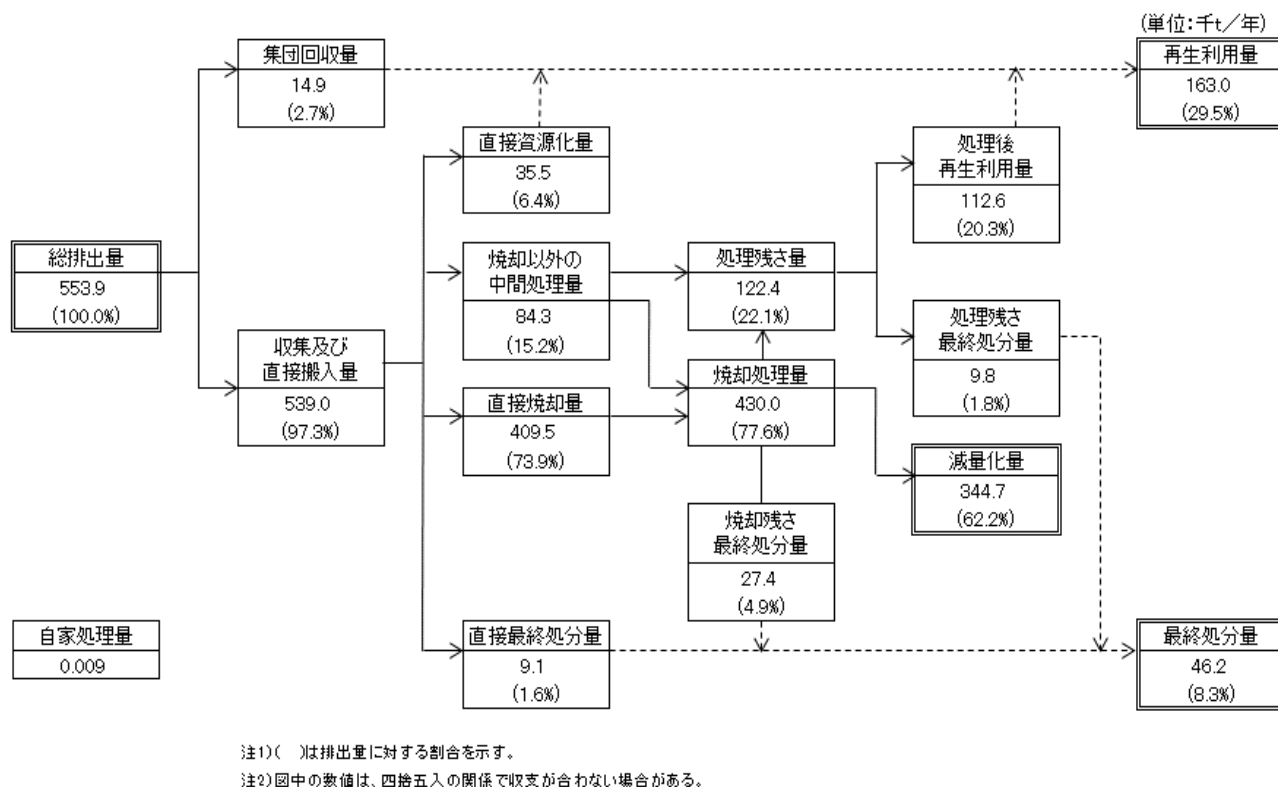 (単位:千t/年)
集団回収量
14.9
(2.7%)
再生利用量
163.0
(29.5%)
直接資源化量
35.5
(6.4%)
処理後
再生利用量
112.6
(20.3%)
総排出量
553.9
(100.0%)
焼却以外の
中間処理量
84.3
(15.2%)
処理残さ量
122.4
(22.1%)
収集及び
直接搬入量
539.0
(97.3%)
処理残さ
最終処分量
9.8
(1.8%)
直接焼却量
409.5
(73.9%)
焼却処理量
430.0
(77.6%)
減量化量
344.7
(62.2%)
焼却残さ
最終処分量
27.4
(4.9%)
自家処理量
0.009
直接最終処分量
9.1
(1.6%)
最終処分量
46.2
(8.3%)
注1)( )は排出量に対する割合を示す。
注2)図中の数値は、四捨五入の関係で収支が合わない場合がある。